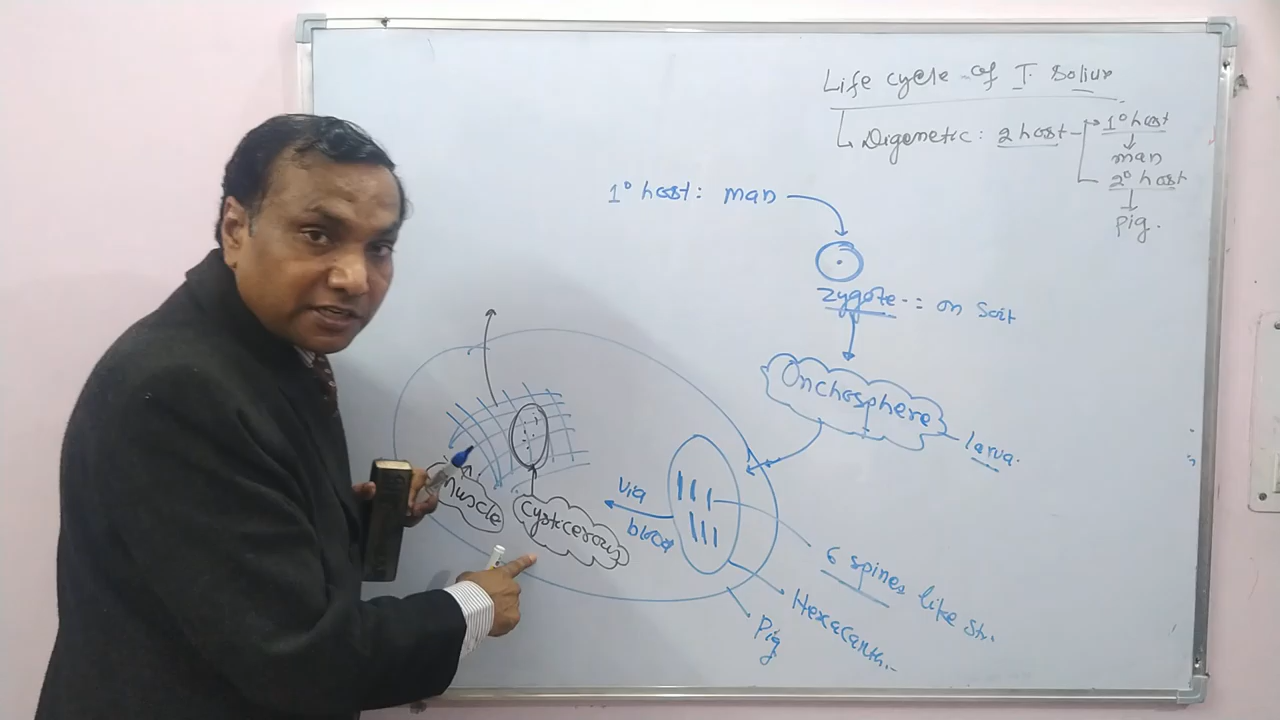 Life cycle of T. Solium
Digenetic: 2 host
1° host
man
2° host
pig.
1° host: man
zygote -: on Soil
Onchosphere
larva.
via
blood
muscle
Cysticercus
6 spines like str.
Hexacanth.
Pig